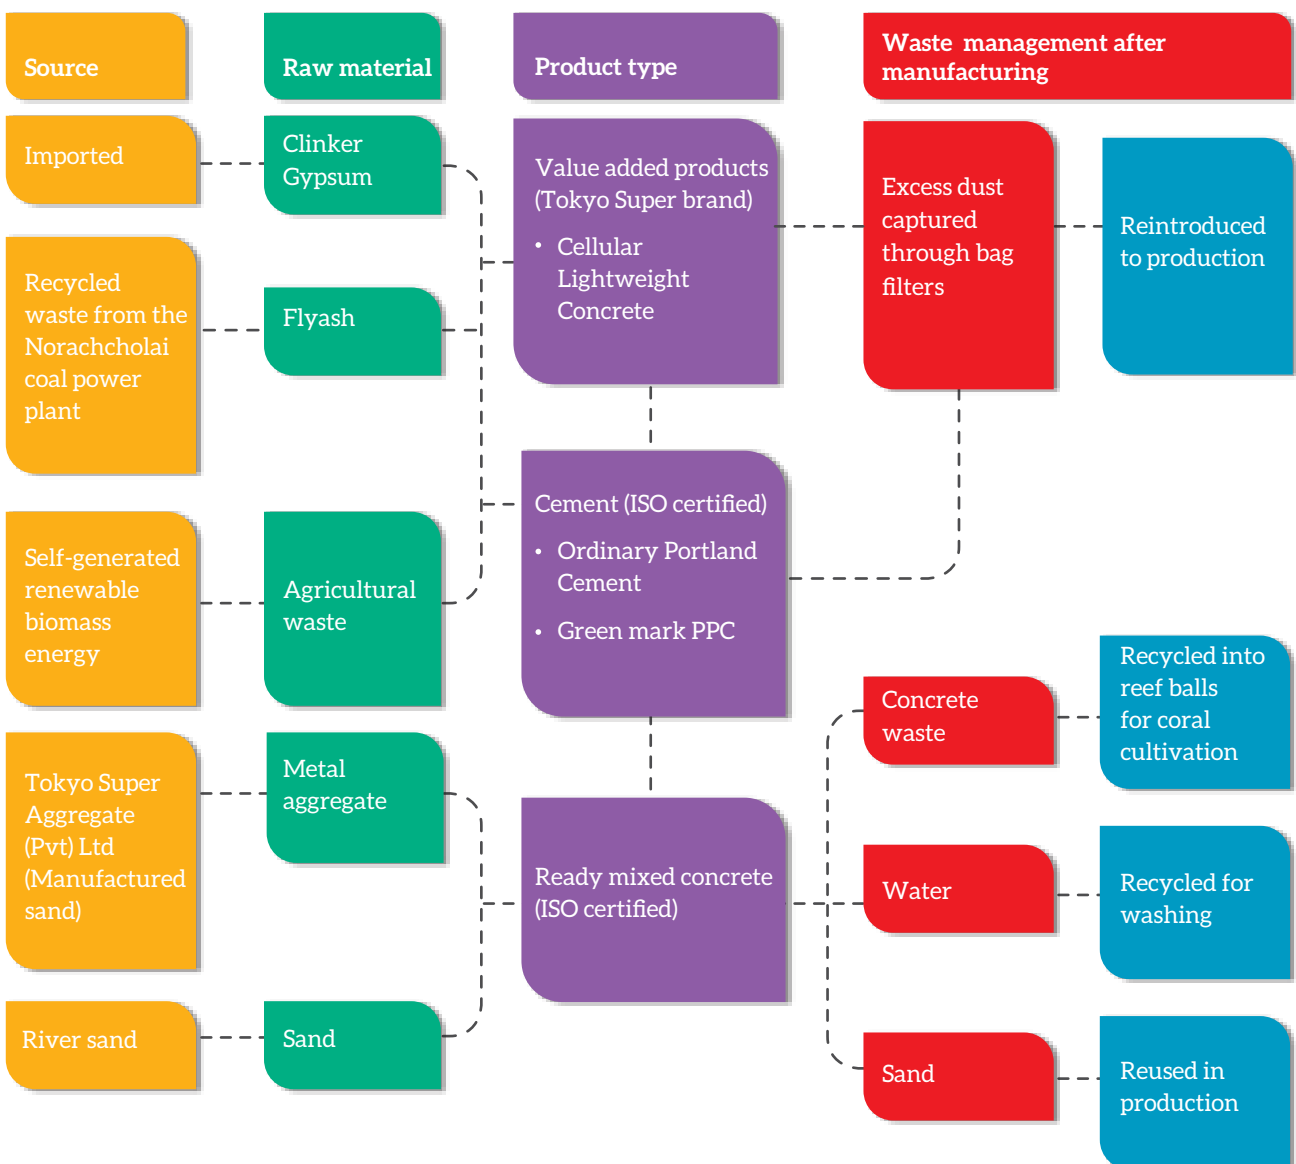 Source
Raw material
Product type
Waste  management after
manufacturing
Imported
Clinker
Gypsum
Value added products
(Tokyo Super brand)
• Cellular
Lightweight
Concrete
Excess dust
captured
through bag
filters
Reintroduced
to production
Recycled
waste from the
Norachcholai
coal power
plant
Flyash
Cement (ISO certified)
• Ordinary Portland
Cement
• Green mark PPC
Self-generated
renewable
biomass
energy
Agricultural
waste
Concrete
waste
Recycled into
reef balls
for coral
cultivation
Tokyo Super
Aggregate
(Pvt) Ltd
(Manufactured
sand)
Metal
aggregate
Ready mixed concrete
(ISO certified)
Water
Recycled for
washing
River sand
Sand
Sand
Reused in
production